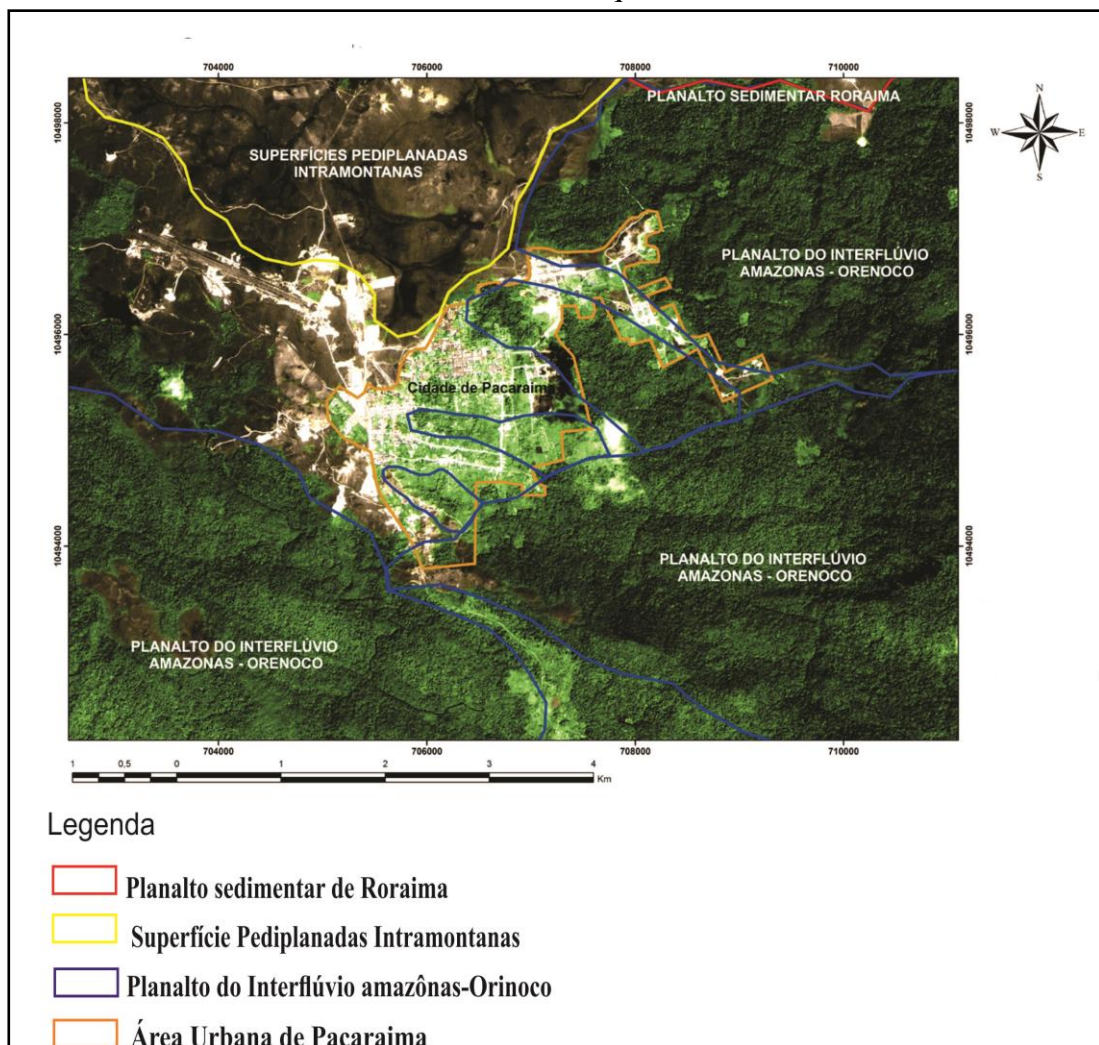 704000 706000 708000 710000
PLANALTO SEDIMENTAR RORAIMA
N
W E
S
10498000 10498000
SUPERFÍCIES PEDIPLANADAS
INTRAMONTANAS
PLANALTO DO INTERFLÚVIO
AMAZONAS - ORENOCO
10496000 10496000
Cidade de Pacaraima
10494000 10494000
PLANALTO DO INTERFLÚVIO
AMAZONAS - ORENOCO
PLANALTO DO INTERFLÚVIO
AMAZONAS - ORENOCO
704000 706000 708000 710000
1 0,5 0 1 2 3 4
Km
Legenda
Planalto sedimentar de Roraima
Superfície Pediplanadas Intramontanas
Planalto do Interflúvio amazônas-Orinoco
Área Urbana de Pacaraima